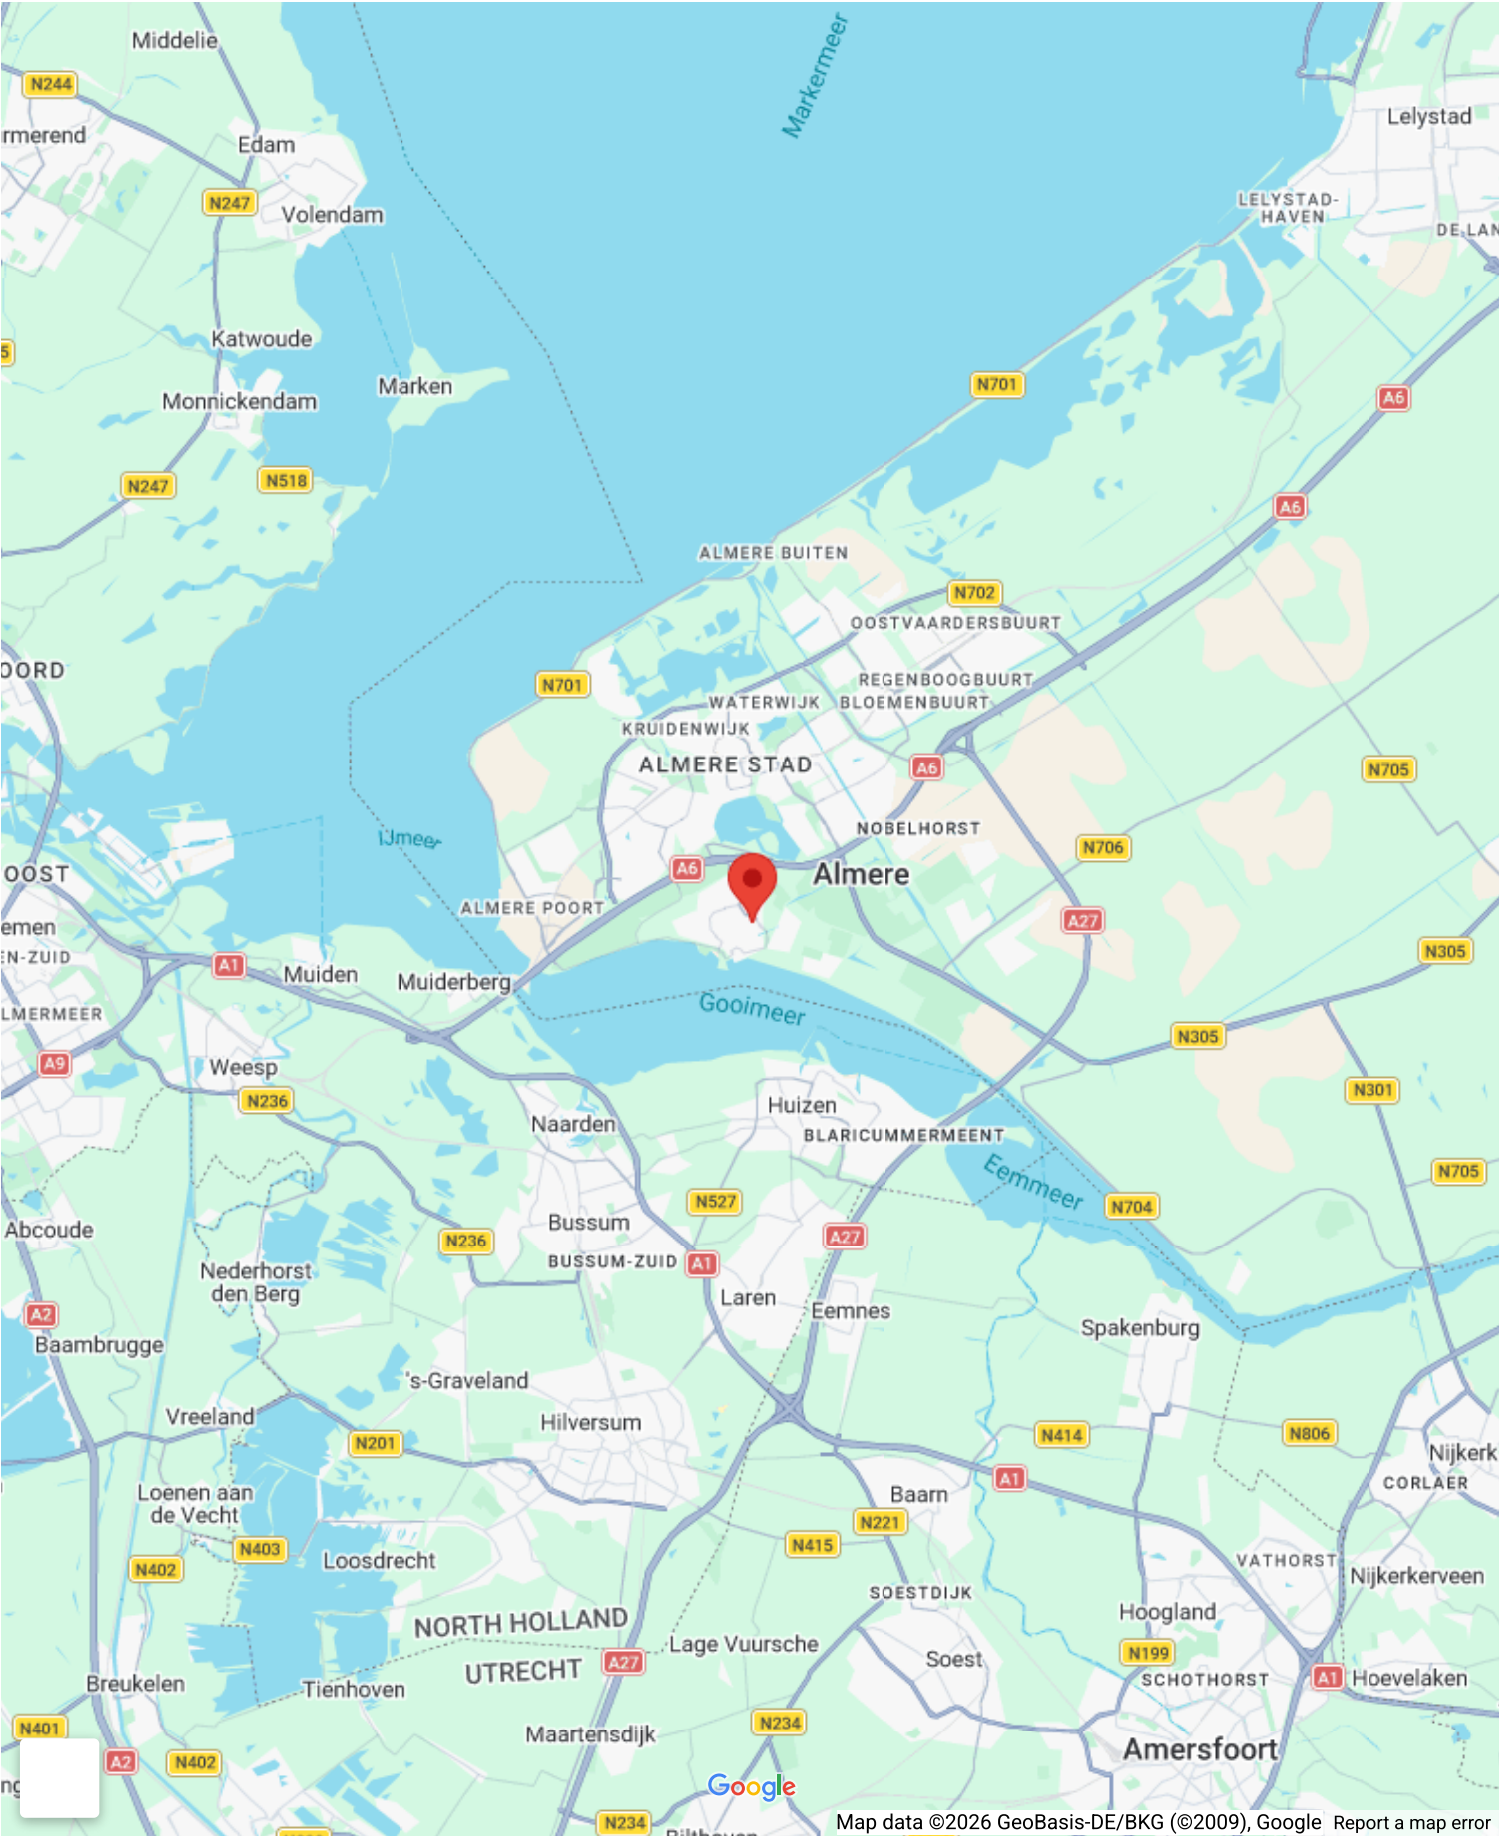 Middelie
Markermeer
N244
Lelystad
rmerend
Edam
N247
LELYSTAD-
HAVEN
Volendam
DE LAN
Katwoude
5
Marken
N701
A6
Monnickendam
N247
N518
A6
ALMERE BUITEN
N702
OOSTVAARDERSBUURT
OORD
N701
REGENBOOGBUURT
WATERWIJK
BLOEMENBUURT
KRUIDENWIJK
ALMERE STAD
A6
N705
NOBELHORST
IJmeer
N706
OOST
A6
Almere
ALMERE POORT
A27
emen
EN-ZUID
A1
Muiden
Muiderberg
N305
Gooimeer
LMERMEER
N305
A9
Weesp
N236
N301
Huizen
Naarden
BLARICUMMERMEENT
Eemmeer
N705
N527
N704
Abcoude
Bussum
N236
A27
BUSSUM-ZUID
A1
Nederhorst
den Berg
Laren
Eemnes
A2
Spakenburg
Baambrugge
's-Graveland
Vreeland
Hilversum
N201
N414
N806
Nijkerk
A1
CORLAER
Loenen aan
de Vecht
Baarn
N221
N403
N415
N402
Loosdrecht
VATHORST
Nijkerkerveen
SOESTDIJK
NORTH HOLLAND
Hoogland
Lage Vuursche
N199
UTRECHT
A27
Soest
Breukelen
Tienhoven
SCHOTHORST
A1
Hoevelaken
N401
N234
Maartensdijk
A2
N402
Amersfoort
ng
Google
N234
Map data ©2026 GeoBasis-DE/BKG (©2009), Google
Report a map error